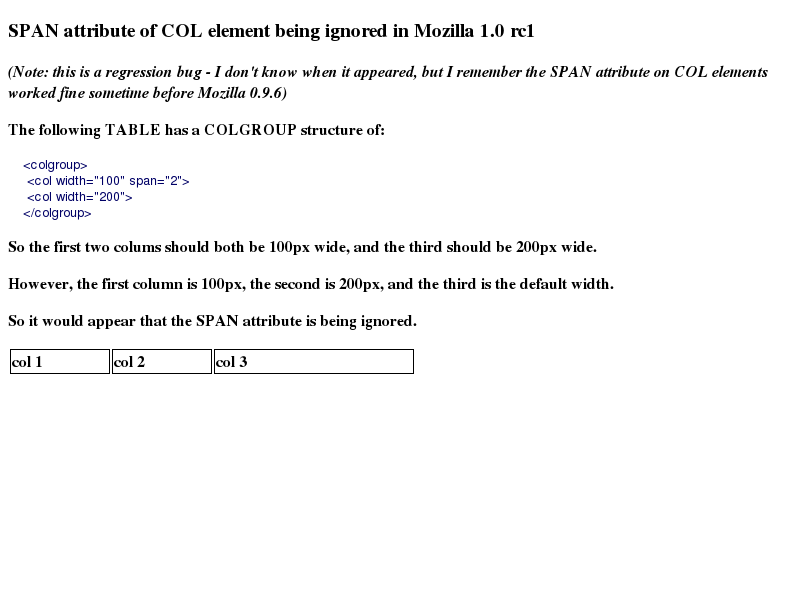 SPAN attribute of COL element being ignored in Mozilla 1.0 rc1
(Note: this is a regression bug - I don't know when it appeared, but I remember the SPAN attribute on COL elements
worked fine sometime before Mozilla 0.9.6)
The following TABLE has a COLGROUP structure of:
<colgroup>
<col width="100" span="2">
<col width="200">
</colgroup>
So the first two colums should both be 100px wide, and the third should be 200px wide.
However, the first column is 100px, the second is 200px, and the third is the default width.
So it would appear that the SPAN attribute is being ignored.
col 1 col 2 col 3